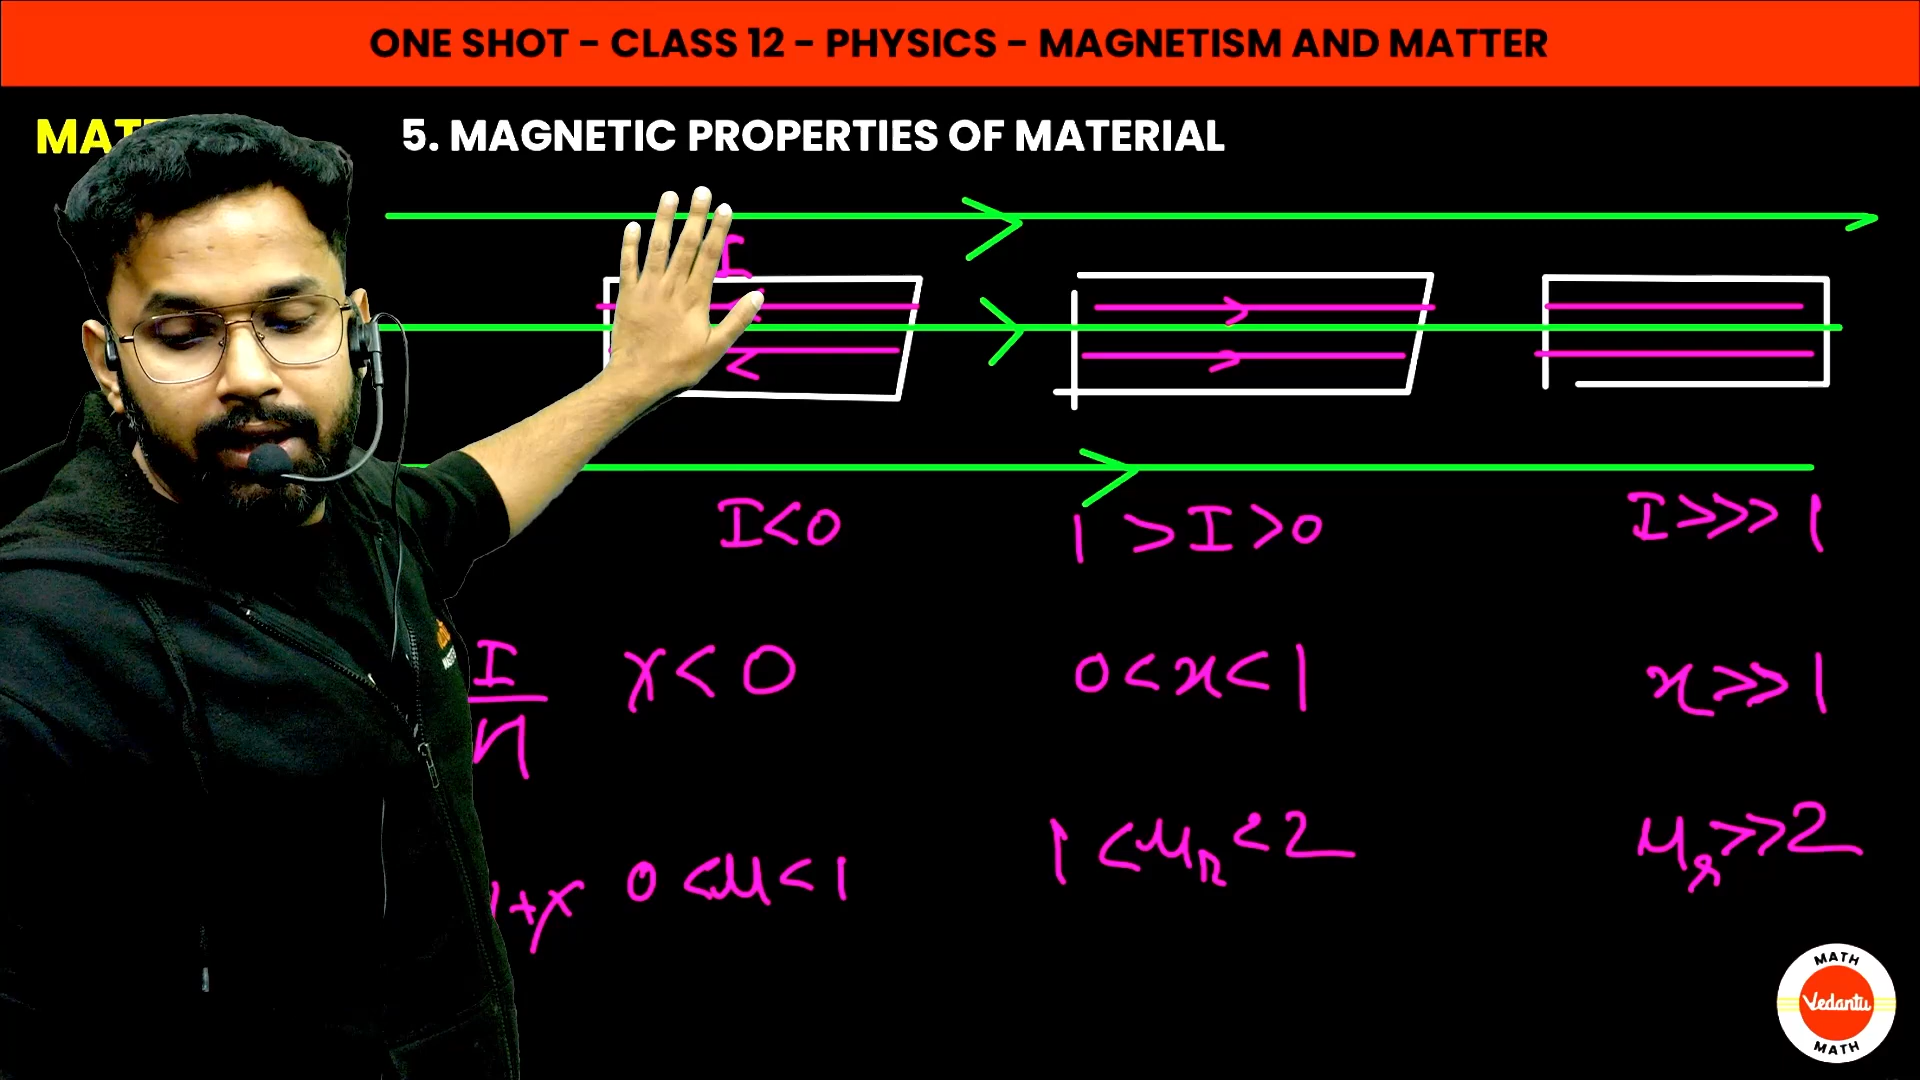 ONE SHOT - CLASS 12 - PHYSICS - MAGNETISM AND MATTER
5. MAGNETIC PROPERTIES OF MATERIAL
I
I<0
1 > I > 0
I >>> 1
I
H
χ < 0
0 < χ < 1
χ >> 1
1+χ
0 < μ < 1
1 < μr < 2
μr >> 2
MATH
Vedantu
MATH